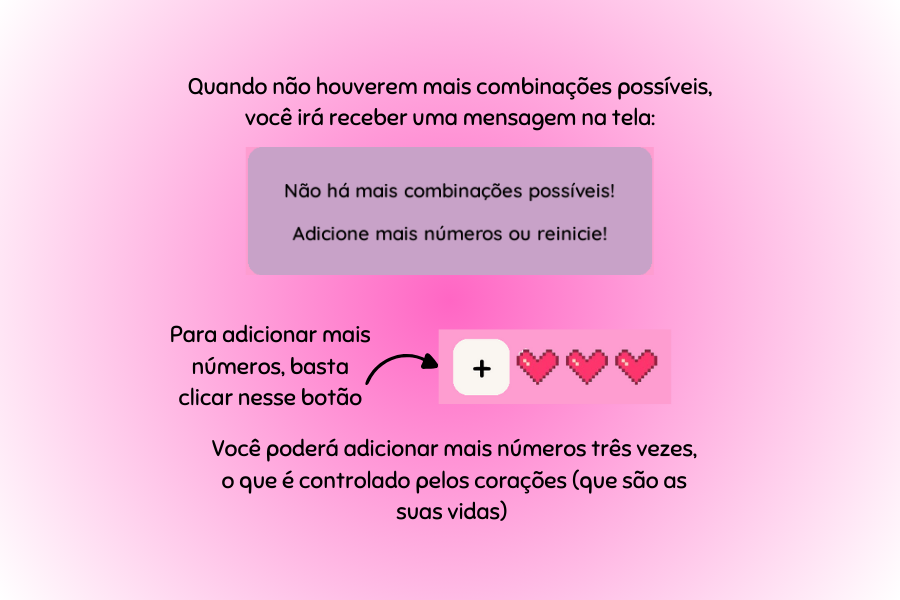 Quando não houverem mais combinações possíveis,
você irá receber uma mensagem na tela:
Não há mais combinações possíveis!
Adicione mais números ou reinicie!
Para adicionar mais
números, basta
clicar nesse botão
+
Você poderá adicionar mais números três vezes,
o que é controlado pelos corações (que são as
suas vidas)